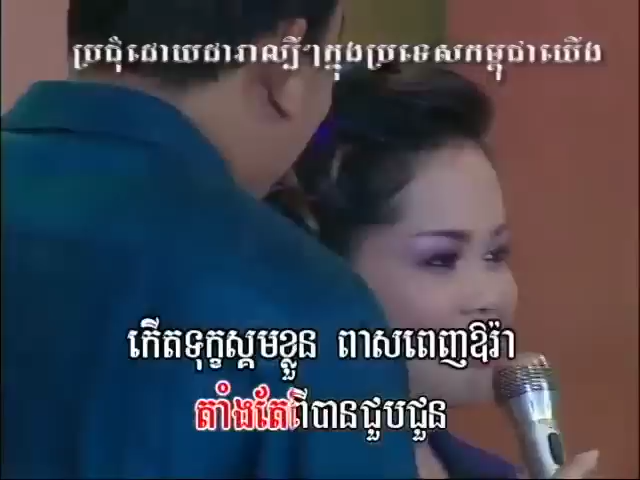 ប្រជុំដោយដារាល្បីៗក្នុងប្រទេសកម្ពុជាយើង
កើតទុក្ខស្គមខ្លួន ពាសពេញឱរ៉ា
តាំងតែពីបានជួបជួន